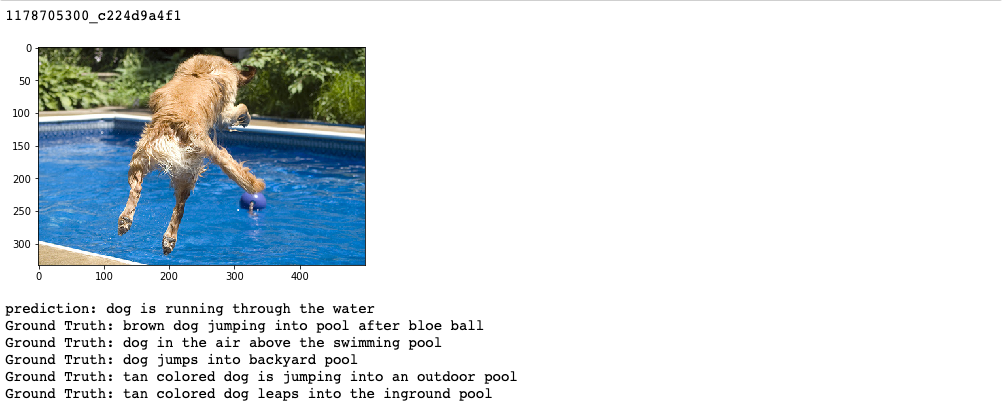 1178705300_c224d9a4f1
0
50
100
150
200
250
300
0 100 200 300 400
prediction: dog is running through the water
Ground Truth: brown dog jumping into pool after bloe ball
Ground Truth: dog in the air above the swimming pool
Ground Truth: dog jumps into backyard pool
Ground Truth: tan colored dog is jumping into an outdoor pool
Ground Truth: tan colored dog leaps into the inground pool